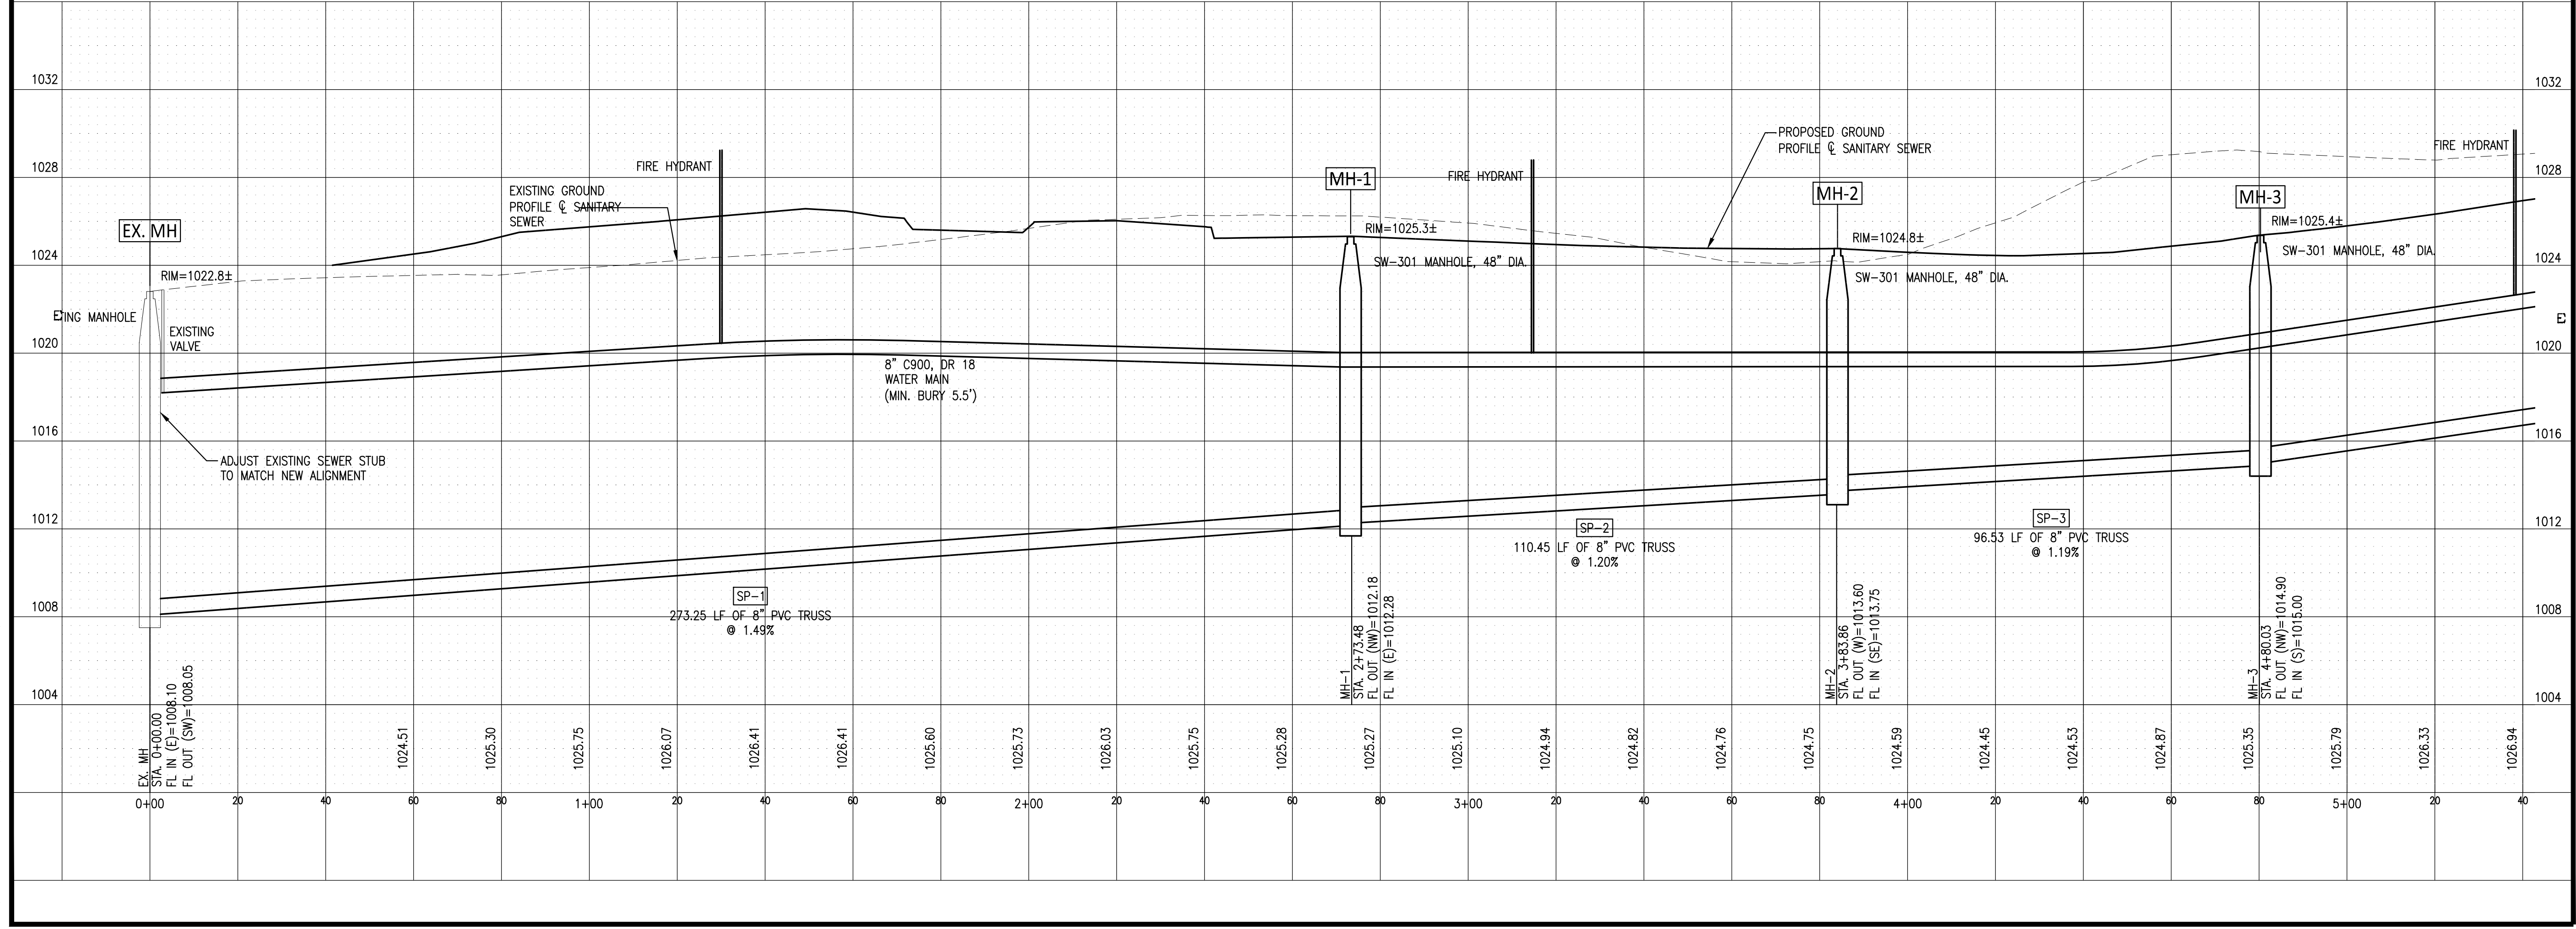 1032
1028
1024
1020
1016
1012
1008
1004
1032
1028
1024
1020
1016
1012
1008
1004
EX. MH
RIM=1022.8±
TING MANHOLE
EXISTING
VALVE
ADJUST EXISTING SEWER STUB
TO MATCH NEW ALIGNMENT
EXISTING GROUND
PROFILE ℄ SANITARY
SEWER
FIRE HYDRANT
8" C900, DR 18
WATER MAIN
(MIN. BURY 5.5')
SP-1
273.25 LF OF 8" PVC TRUSS
@ 1.49%
MH-1
RIM=1025.3±
SW-301 MANHOLE, 48" DIA.
FIRE HYDRANT
SP-2
110.45 LF OF 8" PVC TRUSS
@ 1.20%
PROPOSED GROUND
PROFILE ℄ SANITARY SEWER
MH-2
RIM=1024.8±
SW-301 MANHOLE, 48" DIA.
SP-3
96.53 LF OF 8" PVC TRUSS
@ 1.19%
MH-3
RIM=1025.4±
SW-301 MANHOLE, 48" DIA.
FIRE HYDRANT
E
EX. MH
STA. 0+00.00
FL IN (E)=1008.10
FL OUT (SW)=1008.05
MH-1
STA. 2+73.48
FL OUT (NW)=1012.18
FL IN (E)=1012.28
MH-2
STA. 3+83.86
FL OUT (W)=1013.60
FL IN (SE)=1013.75
MH-3
STA. 4+80.03
FL OUT (NW)=1014.90
FL IN (S)=1015.00
1024.51
1025.30
1025.75
1026.07
1026.41
1026.41
1025.60
1025.73
1026.03
1025.75
1025.28
1025.27
1025.10
1024.94
1024.82
1024.76
1024.75
1024.59
1024.45
1024.53
1024.87
1025.35
1025.79
1026.33
1026.94
0+00 20 40 60 80 1+00 20 40 60 80 2+00 20 40 60 80 3+00 20 40 60 80 4+00 20 40 60 80 5+00 20 40